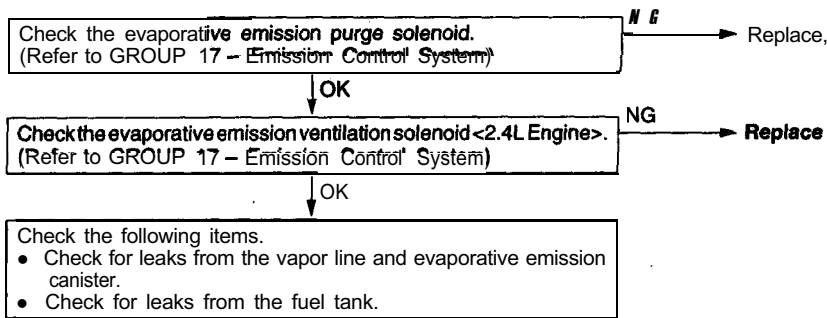 Check the evaporative emission purge solenoid.
(Refer to GROUP 17 – Emission Control System)
N G
Replace,
OK
Check the evaporative emission ventilation solenoid <2.4L Engine>.
(Refer to GROUP 17 – Emission Control System)
NG
Replace
OK
Check the following items.
• Check for leaks from the vapor line and evaporative emission
canister.
• Check for leaks from the fuel tank.